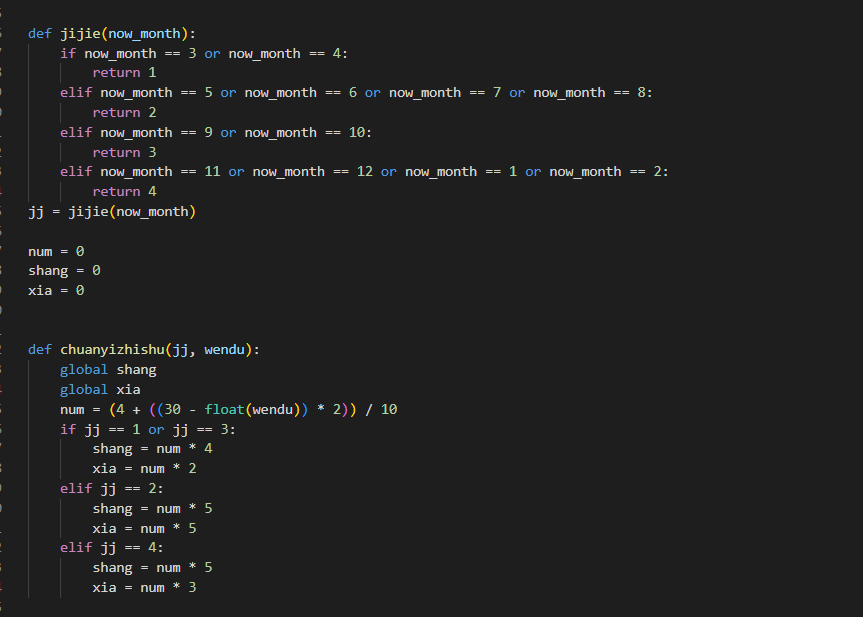 def jijie(now_month):
    if now_month == 3 or now_month == 4:
        return 1
    elif now_month == 5 or now_month == 6 or now_month == 7 or now_month == 8:
        return 2
    elif now_month == 9 or now_month == 10:
        return 3
    elif now_month == 11 or now_month == 12 or now_month == 1 or now_month == 2:
        return 4
jj = jijie(now_month)
num = 0
shang = 0
xia = 0
def chuanyizhishu(jj, wendu):
    global shang
    global xia
    num = (4 + ((30 - float(wendu)) * 2)) / 10
    if jj == 1 or jj == 3:
        shang = num * 4
        xia = num * 2
    elif jj == 2:
        shang = num * 5
        xia = num * 5
    elif jj == 4:
        shang = num * 5
        xia = num * 3